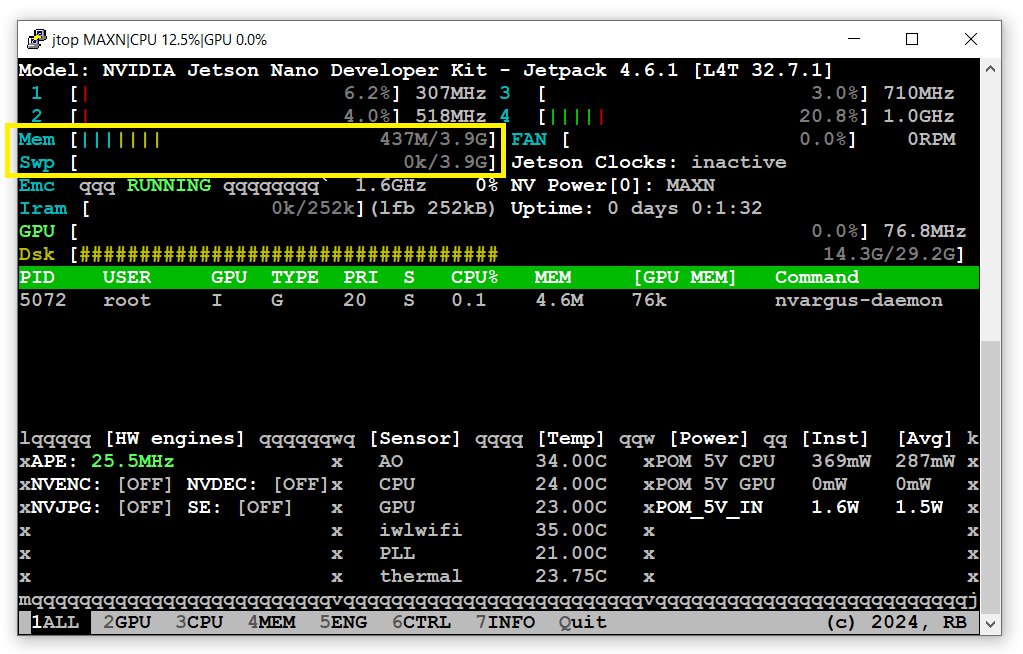 jtop MAXN|CPU 12.5%|GPU 0.0%
Model: NVIDIA Jetson Nano Developer Kit - Jetpack 4.6.1 [L4T 32.7.1]
1 [| 6.2%] 307MHz 3 [ 3.0%] 710MHz
2 [| 4.0%] 518MHz 4 [||||| 20.8%] 1.0GHz
Mem [||||||| 437M/3.9G] FAN [ 0.0%] 0RPM
Swp [ 0k/3.9G] Jetson Clocks: inactive
Emc qqq RUNNING qqqqqqqq` 1.6GHz 0% NV Power[0]: MAXN
Iram [ 0k/252k](lfb 252kB) Uptime: 0 days 0:1:32
GPU [ 0.0%] 76.8MHz
Dsk [################################### 14.3G/29.2G]
PID USER GPU TYPE PRI S CPU% MEM [GPU MEM] Command
5072 root I G 20 S 0.1 4.6M 76k nvargus-daemon
lqqqqq [HW engines] qqqqqqwq [Sensor] qqqq [Temp] qqw [Power] qq [Inst] [Avg] k
xAPE: 25.5MHz x AO 34.00C xPOM 5V CPU 369mW 287mW x
xNVENC: [OFF] NVDEC: [OFF]x CPU 24.00C xPOM 5V GPU 0mW 0mW x
xNVJPG: [OFF] SE: [OFF] x GPU 23.00C xPOM_5V_IN 1.6W 1.5W x
x x iwlwifi 35.00C x x
x x PLL 21.00C x x
x x thermal 23.75C x x
mqqqqqqqqqqqqqqqqqqqqqqqqqvqqqqqqqqqqqqqqqqqqqqqqqqqvqqqqqqqqqqqqqqqqqqqqqqqqqqj
1ALL 2GPU 3CPU 4MEM 5ENG 6CTRL 7INFO Quit (c) 2024, RB